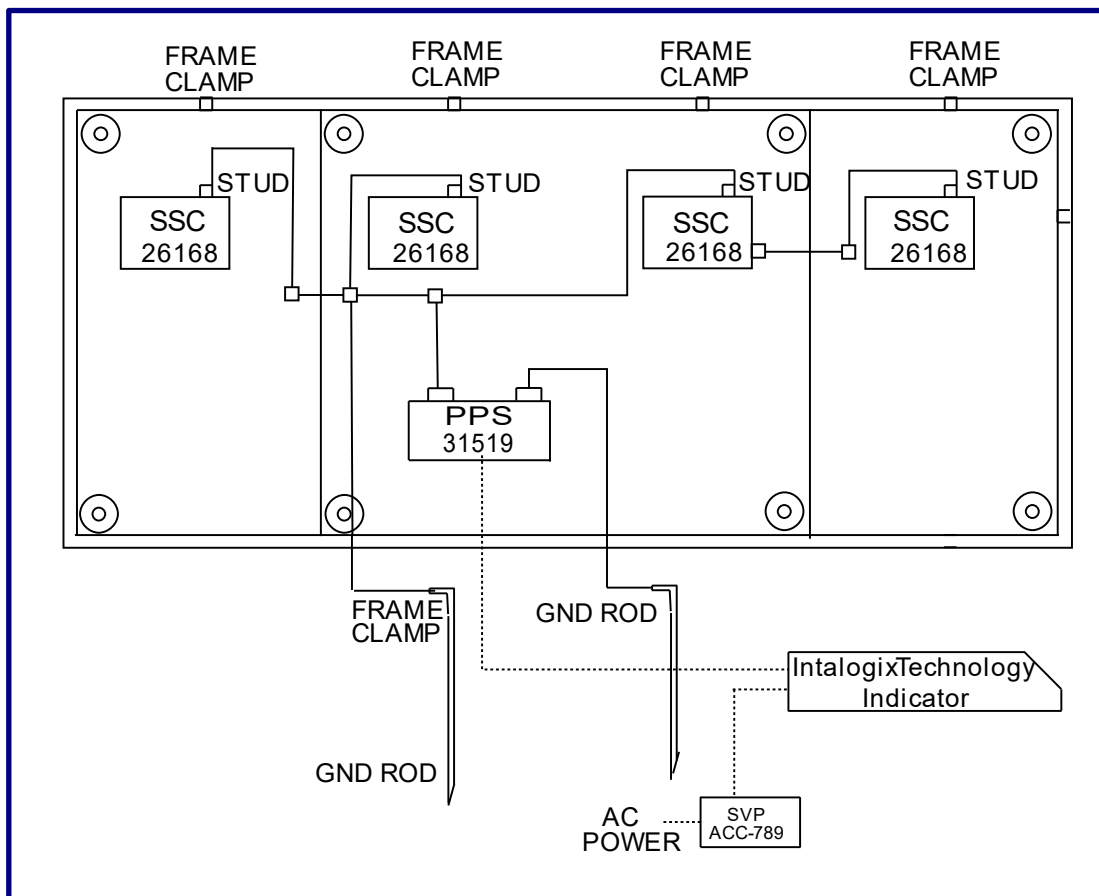 FRAME
CLAMP
FRAME
CLAMP
FRAME
CLAMP
FRAME
CLAMP
STUD
STUD
STUD
STUD
SSC
26168
SSC
26168
SSC
26168
SSC
26168
PPS
31519
FRAME
CLAMP
GND ROD
GND ROD
IntalogixTechnology
Indicator
AC
POWER
SVP
ACC-789